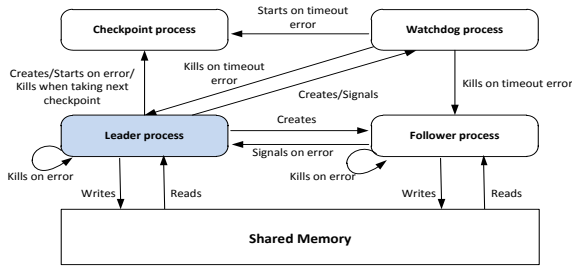 Starts on timeout
error
Checkpoint process
Watchdog process
Creates/Starts on error/
Kills when taking next
checkpoint
Kills on timeout
error
Kills on timeout error
Creates/Signals
Leader process
Creates
Follower process
Signals on error
Kills on error
Kills on error
Writes
Reads
Writes
Reads
Shared Memory